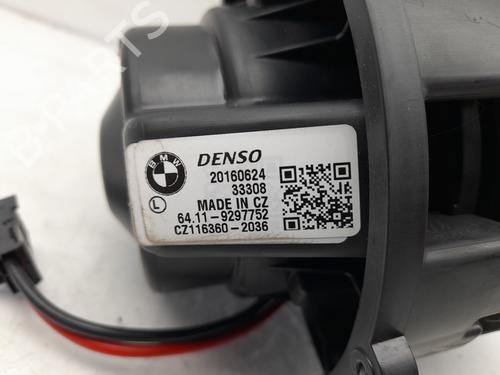 BMW
DENSO
20160624
33308
L
MADE IN CZ
64.11-9297752
CZ116360-2036
B-PARTS